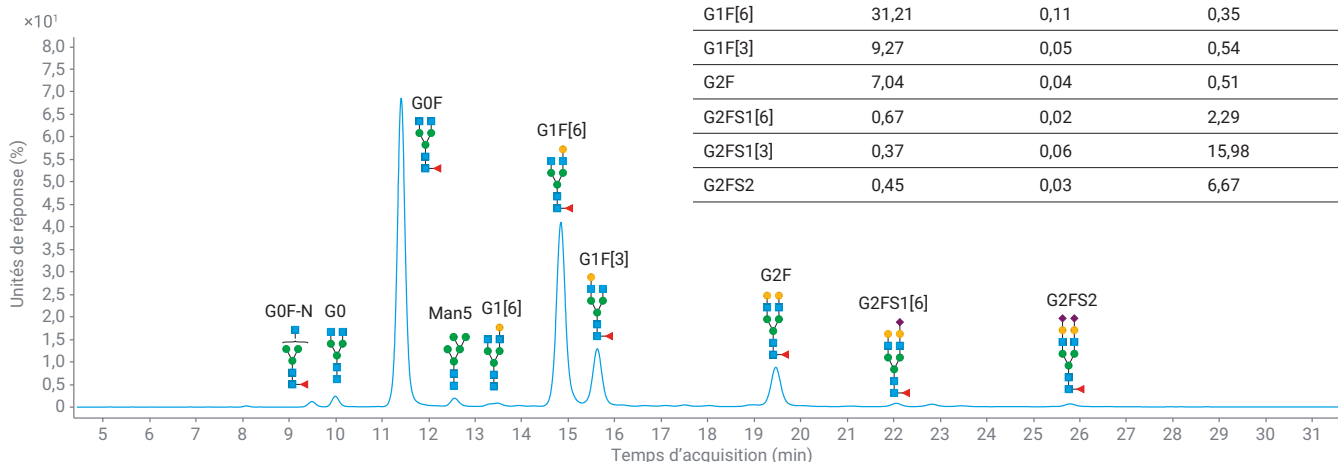 G1F[6] 31,21 0,11 0,35
G1F[3] 9,27 0,05 0,54
G2F 7,04 0,04 0,51
G2FS1[6] 0,67 0,02 2,29
G2FS1[3] 0,37 0,06 15,98
G2FS2 0,45 0,03 6,67
×10¹
8,0
7,5
7,0
6,5
6,0
5,5
5,0
4,5
4,0
3,5
3,0
2,5
2,0
1,5
1,0
0,5
0
Unités de réponse (%)
G0F-N
G0
G0F
Man5
G1[6]
G1F[6]
G1F[3]
G2F
G2FS1[6]
G2FS2
5 6 7 8 9 10 11 12 13 14 15 16 17 18 19 20 21 22 23 24 25 26 27 28 29 30 31
Temps d’acquisition (min)